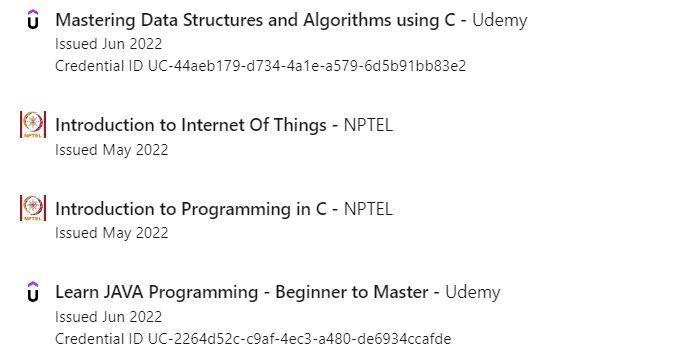 Mastering Data Structures and Algorithms using C - Udemy
Issued Jun 2022
Credential ID UC-44aeb179-d734-4a1e-a579-6d5b91bb83e2
NPTEL
Introduction to Internet Of Things - NPTEL
Issued May 2022
NPTEL
Introduction to Programming in C - NPTEL
Issued May 2022
Learn JAVA Programming - Beginner to Master - Udemy
Issued Jun 2022
Credential ID UC-2264d52c-c9af-4ec3-a480-de6934ccafde